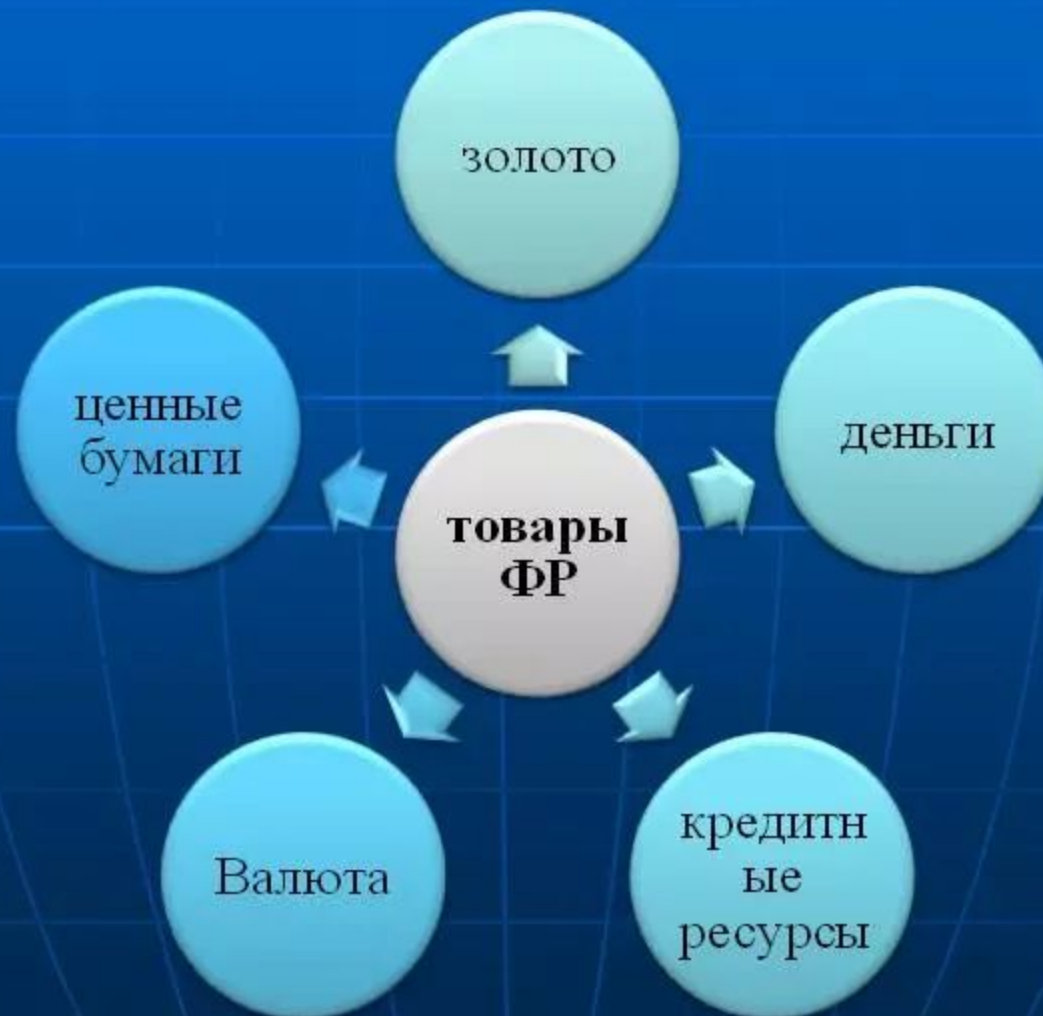 золото
деньги
кредитн
ые
ресурсы
Валюта
ценные
бумаги
товары
ФР